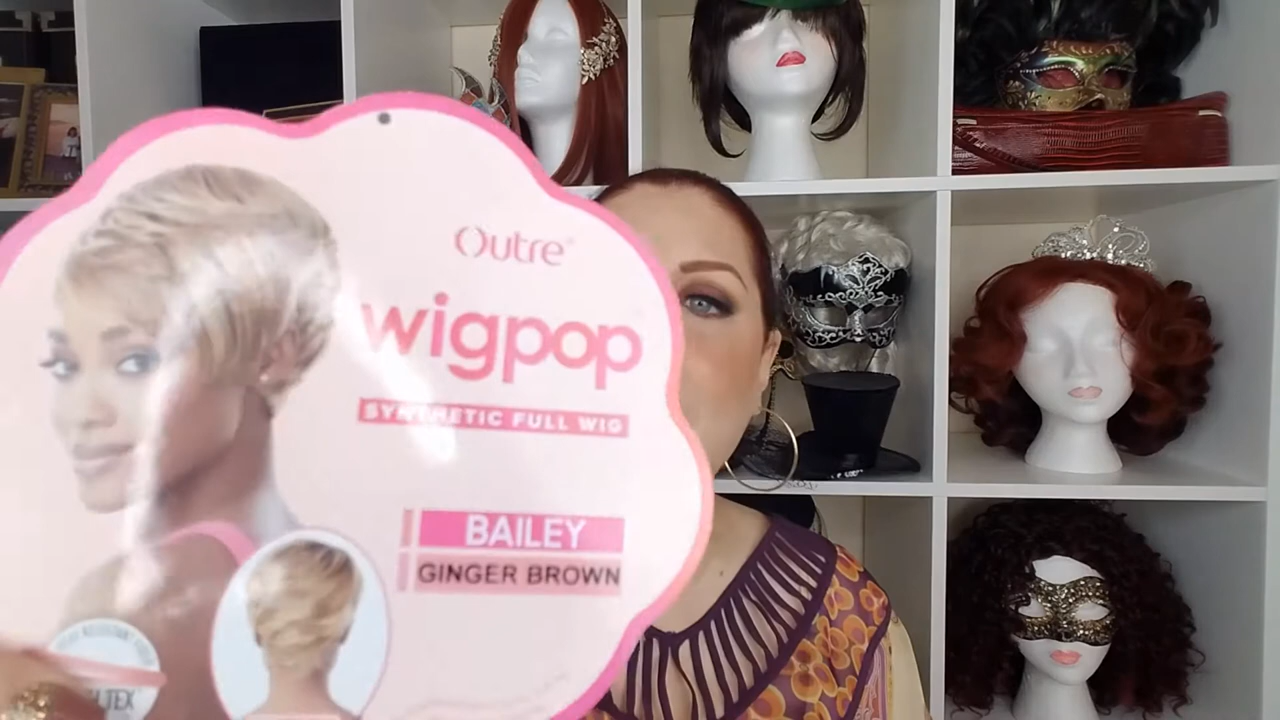 Outre
wigpop
SYNTHETIC FULL WIG
BAILEY
GINGER BROWN